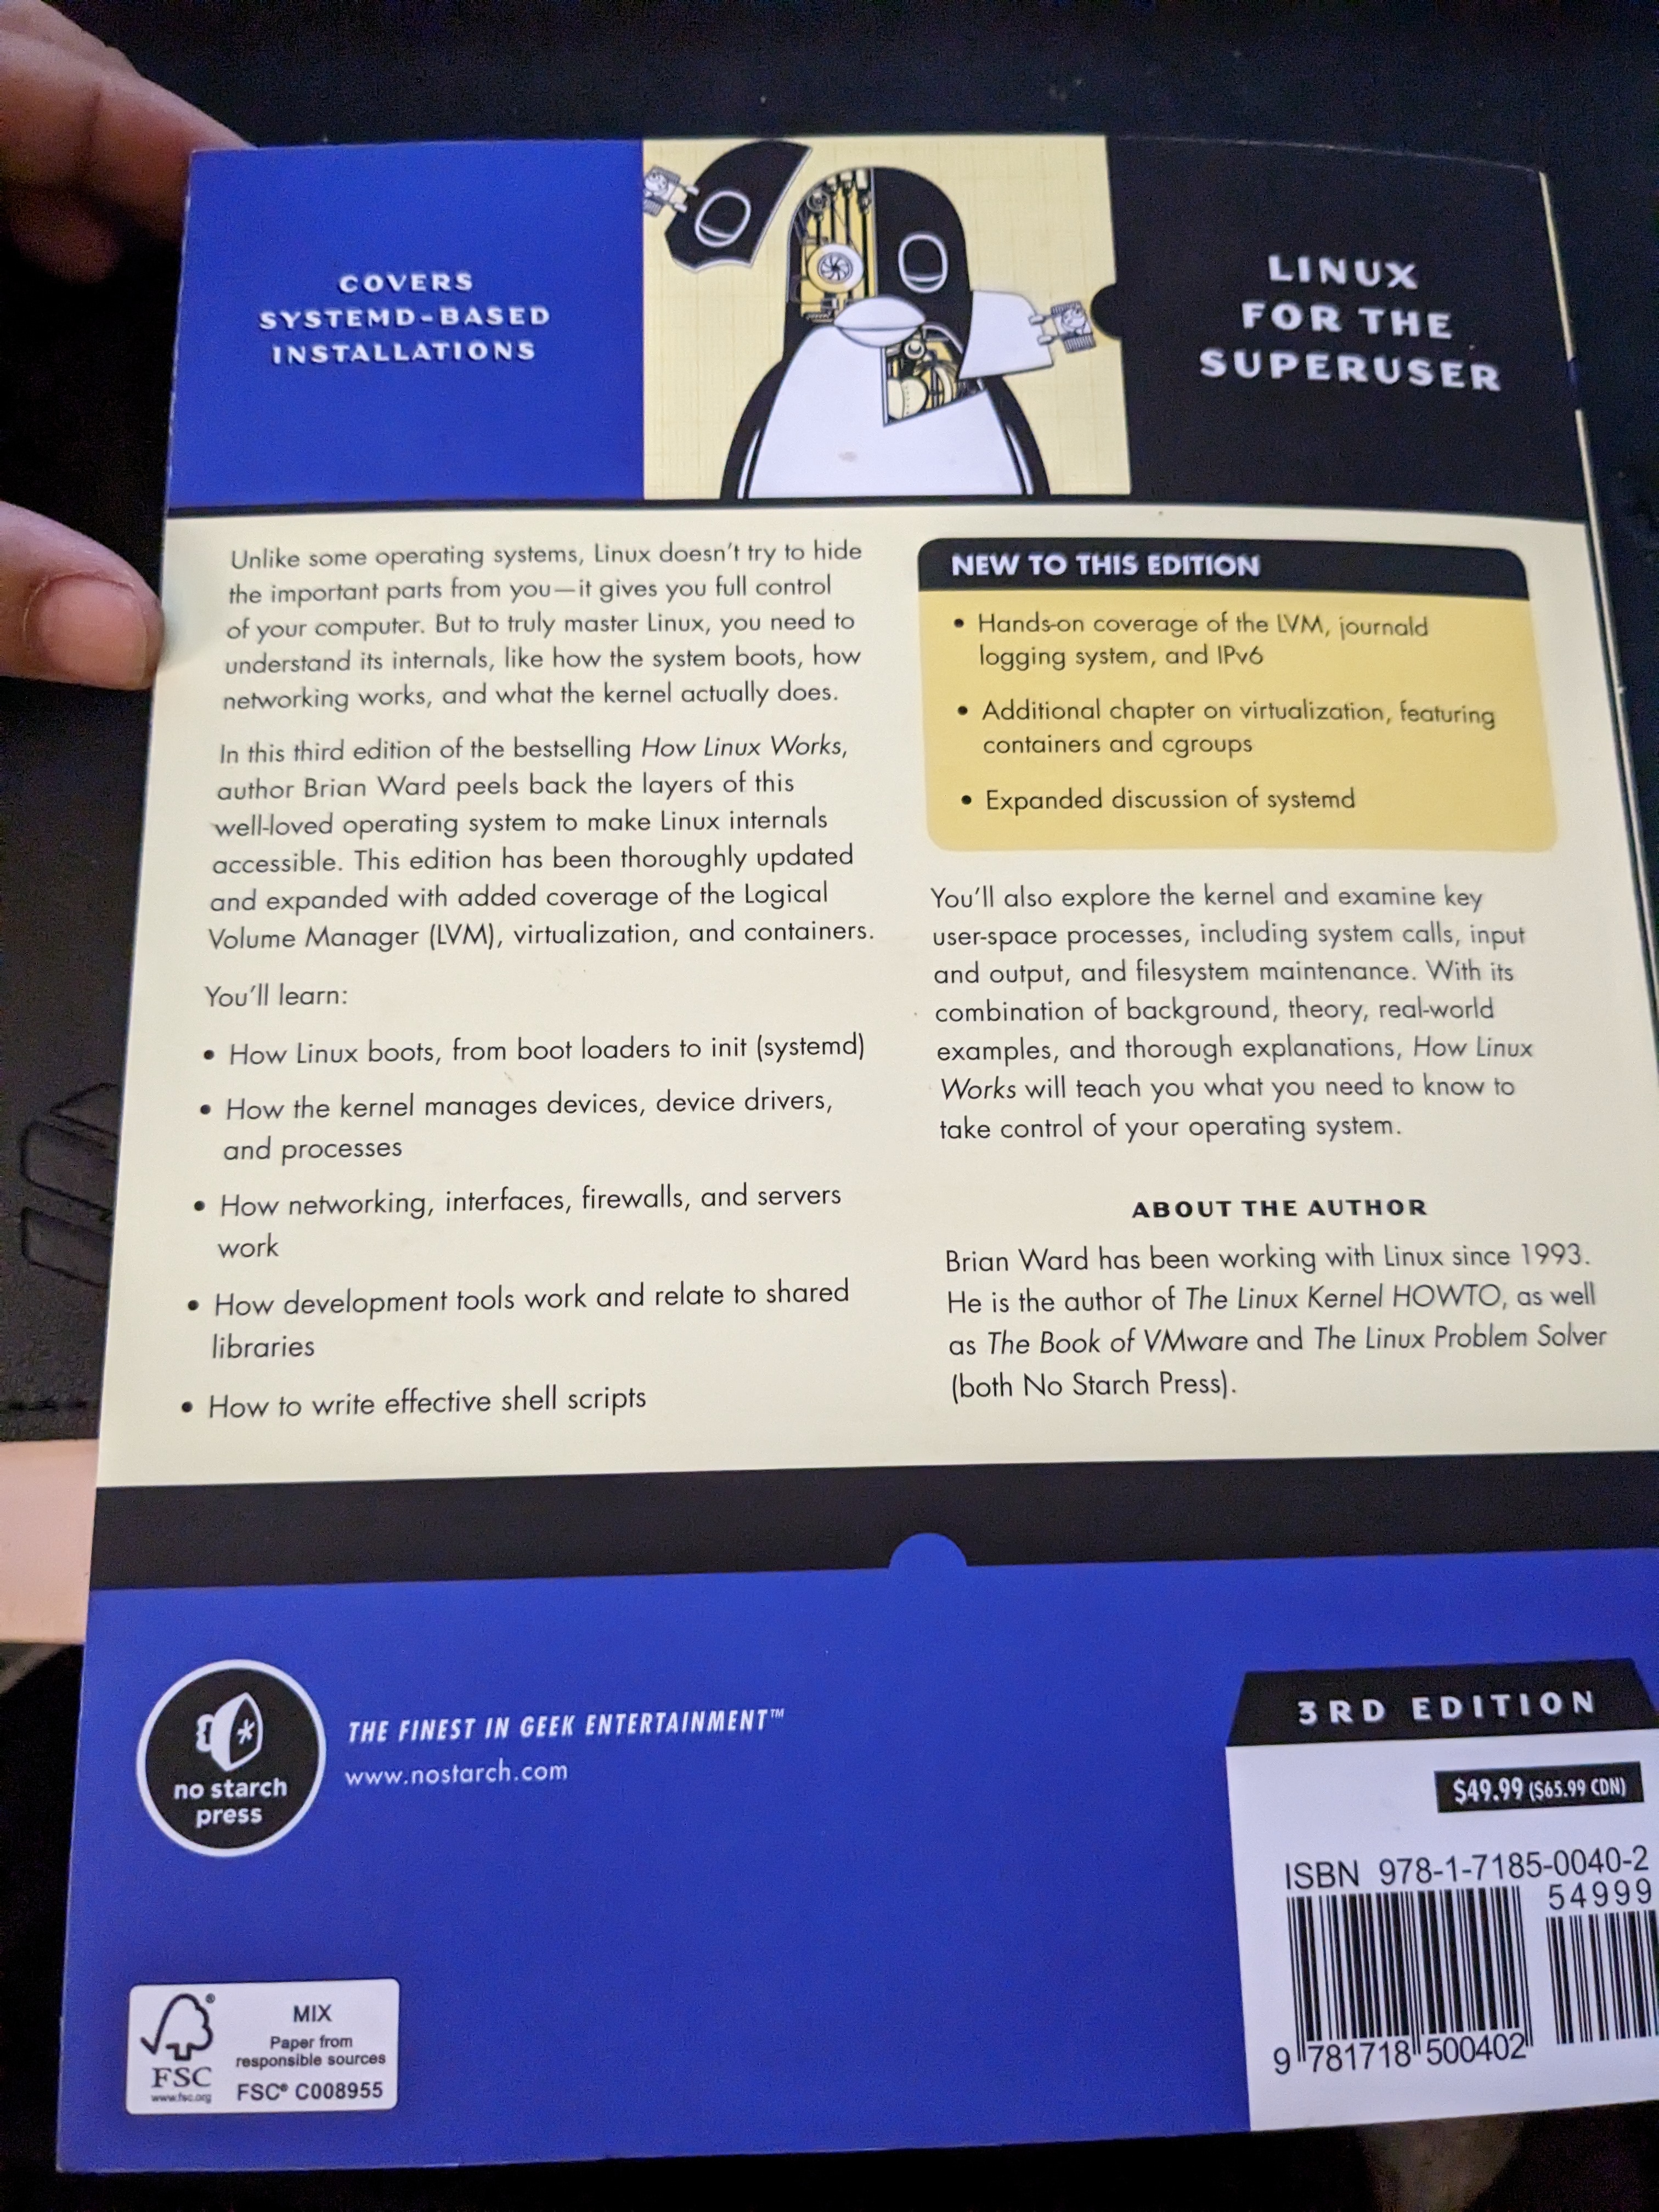 COVERS
SYSTEMD-BASED
INSTALLATIONS
LINUX
FOR THE
SUPERUSER
Unlike some operating systems, Linux doesn't try to hide
the important parts from you—it gives you full control
of your computer. But to truly master Linux, you need to
understand its internals, like how the system boots, how
networking works, and what the kernel actually does.
In this third edition of the bestselling How Linux Works,
author Brian Ward peels back the layers of this
well-loved operating system to make Linux internals
accessible. This edition has been thoroughly updated
and expanded with added coverage of the Logical
Volume Manager (LVM), virtualization, and containers.
You'll learn:
• How Linux boots, from boot loaders to init (systemd)
• How the kernel manages devices, device drivers,
and processes
• How networking, interfaces, firewalls, and servers
work
• How development tools work and relate to shared
libraries
• How to write effective shell scripts
NEW TO THIS EDITION
• Hands-on coverage of the LVM, journald
logging system, and IPv6
• Additional chapter on virtualization, featuring
containers and cgroups
• Expanded discussion of systemd
You'll also explore the kernel and examine key
user-space processes, including system calls, input
and output, and filesystem maintenance. With its
combination of background, theory, real-world
examples, and thorough explanations, How Linux
Works will teach you what you need to know to
take control of your operating system.
ABOUT THE AUTHOR
Brian Ward has been working with Linux since 1993.
He is the author of The Linux Kernel HOWTO, as well
as The Book of VMware and The Linux Problem Solver
(both No Starch Press).
no starch
press
THE FINEST IN GEEK ENTERTAINMENT™
www.nostarch.com
3RD EDITION
$49.99 ($65.99 CDN)
ISBN 978-1-7185-0040-2
54999
9 781718 500402
FSC
www.fsc.org
MIX
Paper from
responsible sources
FSC® C008955